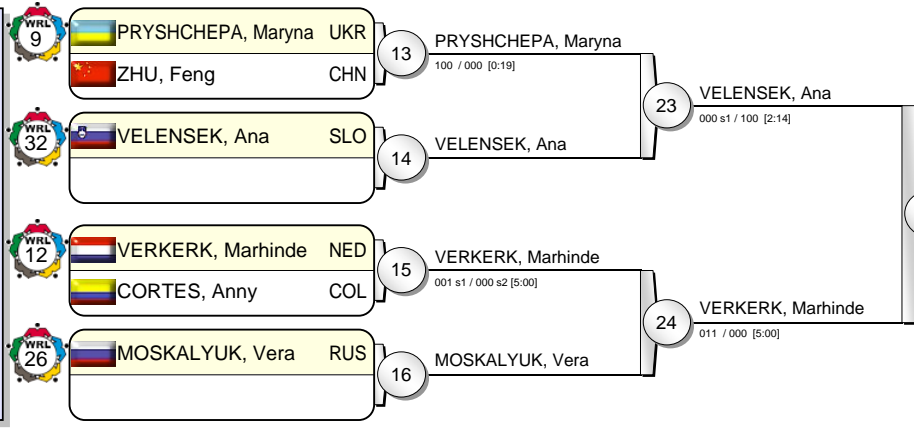 WRL
9
PRYSHCHEPA, Maryna UKR
ZHU, Feng CHN
13
PRYSHCHEPA, Maryna
100 / 000 [0:19]
WRL
32
VELENSEK, Ana SLO
14
VELENSEK, Ana
23
VELENSEK, Ana
000 s1 / 100 [2:14]
WRL
12
VERKERK, Marhinde NED
CORTES, Anny COL
15
VERKERK, Marhinde
001 s1 / 000 s2 [5:00]
WRL
26
MOSKALYUK, Vera RUS
16
MOSKALYUK, Vera
24
VERKERK, Marhinde
011 / 000 [5:00]